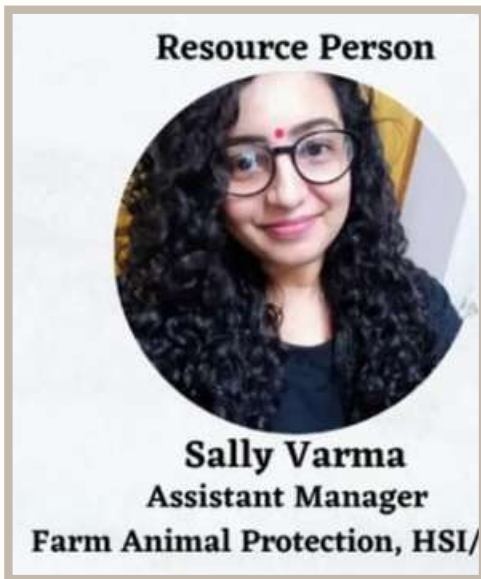 Resource Person
Sally Varma
Assistant Manager
Farm Animal Protection, HSI/